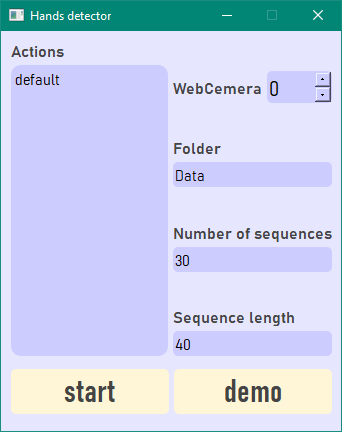 Hands detector
Actions
default
WebCemera 0
Folder
Data
Number of sequences
30
Sequence length
40
start
demo